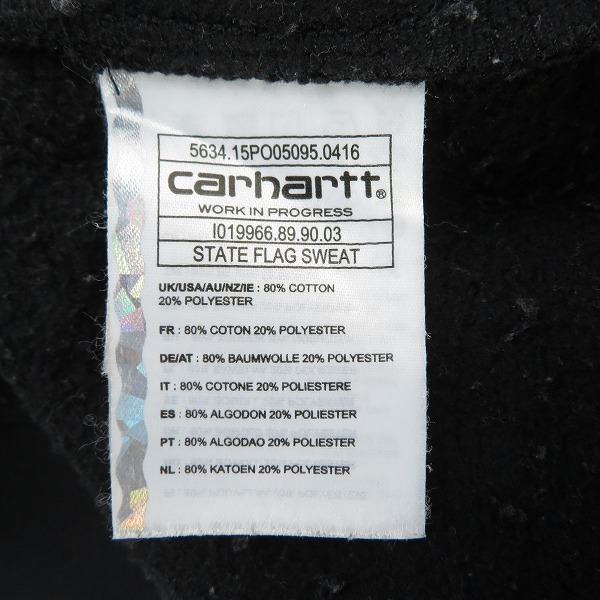 5634.15PO05095.0416
carhartt®
WORK IN PROGRESS
I019966.89.90.03
STATE FLAG SWEAT
UK/USA/AU/NZ/IE : 80% COTTON
20% POLYESTER
FR : 80% COTON 20% POLYESTER
DE/AT : 80% BAUMWOLLE 20% POLYESTER
IT : 80% COTONE 20% POLIESTERE
ES : 80% ALGODON 20% POLIESTER
PT : 80% ALGODAO 20% POLIESTER
NL : 80% KATOEN 20% POLYESTER